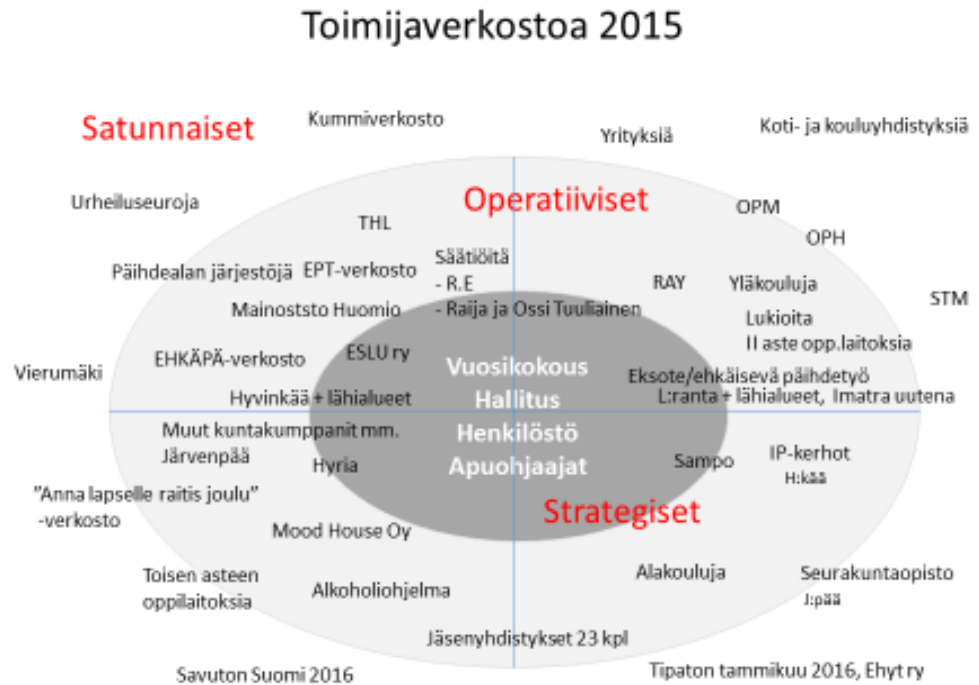 Toimijaverkostoa 2015
Satunnaiset
Kummiverkosto
Yrityksiä
Koti- ja kouluyhdistyksiä
Urheiluseuroja
Operatiiviset
OPM
THL
OPH
Säätiöitä
- R.E
- Raija ja Ossi Tuuliainen
Päihdealan järjestöjä
EPT-verkosto
RAY
Yläkouluja
STM
Mainoststo Huomio
Lukioita
II aste opp.laitoksia
EHKÄPÄ-verkosto
ESLU ry
Vierumäki
Vuosikokous
Hallitus
Henkilöstö
Apuohjaajat
Eksote/ehkäisevä päihdetyö
L:ranta + lähialueet, Imatra uutena
Hyvinkää + lähialueet
Muut kuntakumppanit mm.
Järvenpää
Hyria
Sampo
IP-kerhot
H:kää
"Anna lapselle raitis joulu"
-verkosto
Strategiset
Mood House Oy
Toisen asteen
oppilaitoksia
Alkoholiohjelma
Alakouluja
Seurakuntaopisto
J:pää
Jäsenyhdistykset 23 kpl
Savuton Suomi 2016
Tipaton tammikuu 2016, Ehyt ry